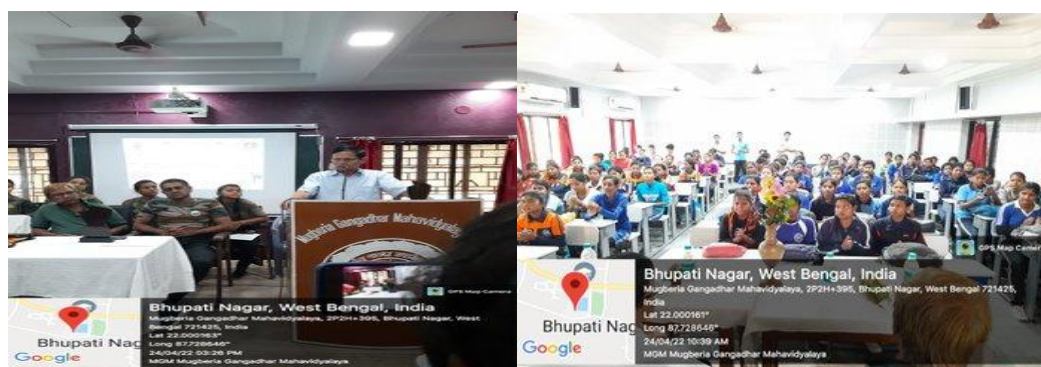 Mugberia Gangadhar Mahavidyalaya
GPS Map Camera
Bhupati Nagar, West Bengal, India
Mugberia Gangadhar Mahavidyalaya, 2P2H+395, Bhupati Nagar, West
Bengal 721425, India
Lat 22.000163°
Long 87.728646°
24/04/22 03:26 PM
MGM Mugberia Gangadhar Mahavidyalaya
Bhupati Nag
Google
GPS Map Camera
Bhupati Nagar, West Bengal, India
Mugberia Gangadhar Mahavidyalaya, 2P2H+395, Bhupati Nagar, West Bengal 721425,
India
Lat 22.000161°
Long 87.728646°
24/04/22 10:39 AM
MGM Mugberia Gangadhar Mahavidyalaya
Bhupati Nag
Google